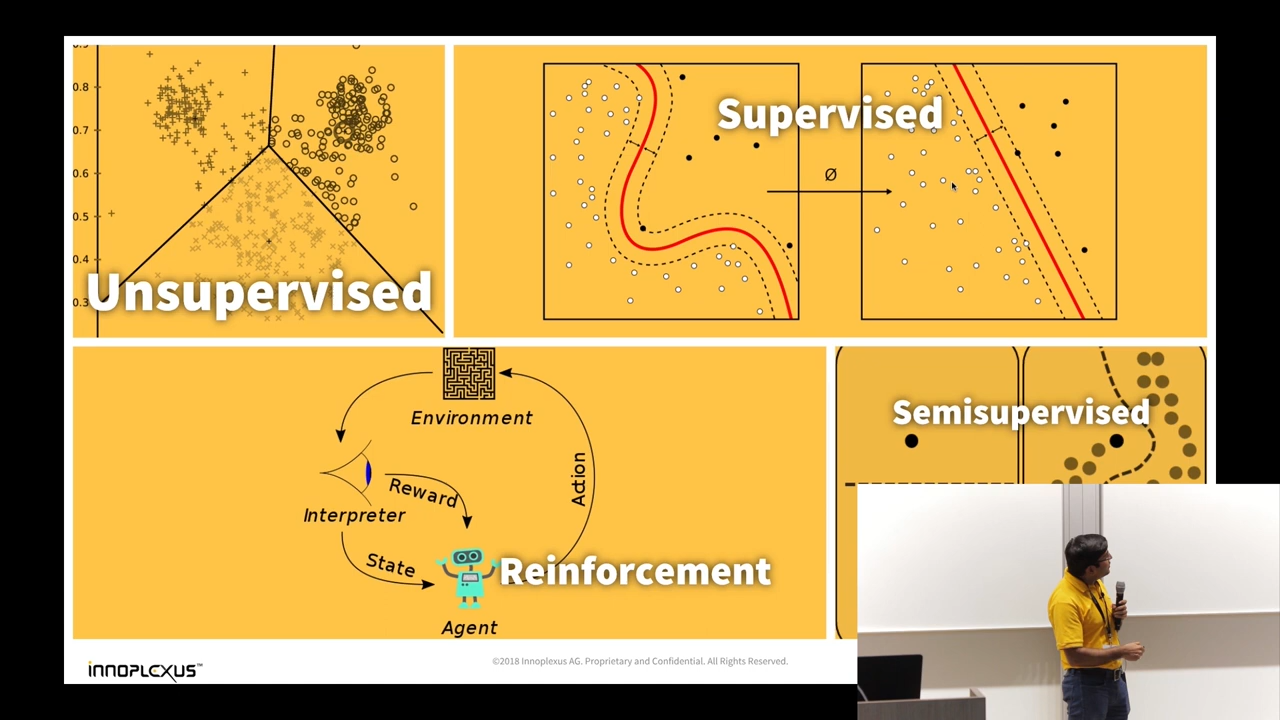 0.8
0.7
0.6
0.5
0.4
0.3
Unsupervised
Supervised
Ø
Environment
Reward
Interpreter
State
Action
Agent
Reinforcement
Semisupervised
INNOPLEXUS™
©2018 Innoplexus AG. Proprietary and Confidential. All Rights Reserved.